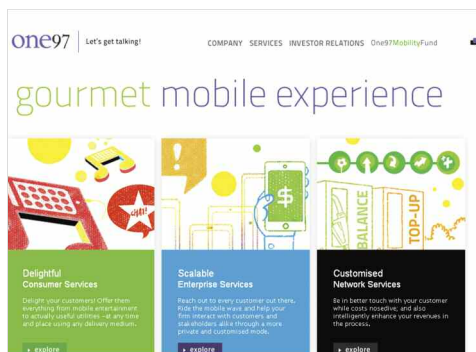 one97 Let's get talking!
COMPANY SERVICES INVESTOR RELATIONS One97MobilityFund
gourmet mobile experience
BALANCE
TOP-UP
Delightful
Consumer Services
Delight your customers! Offer them
everything from mobile entertainment
to actually useful utilities -at any time
and place using any delivery medium.
explore
Scalable
Enterprise Services
Reach out to every customer out there.
Ride the mobile wave and help your
firm interact with customers and
stakeholders alike through a more
private and customised mode.
explore
Customised
Network Services
Be in better touch with your customer
while costs nosedive; and also
intelligently enhance your revenues in
the process.
explore